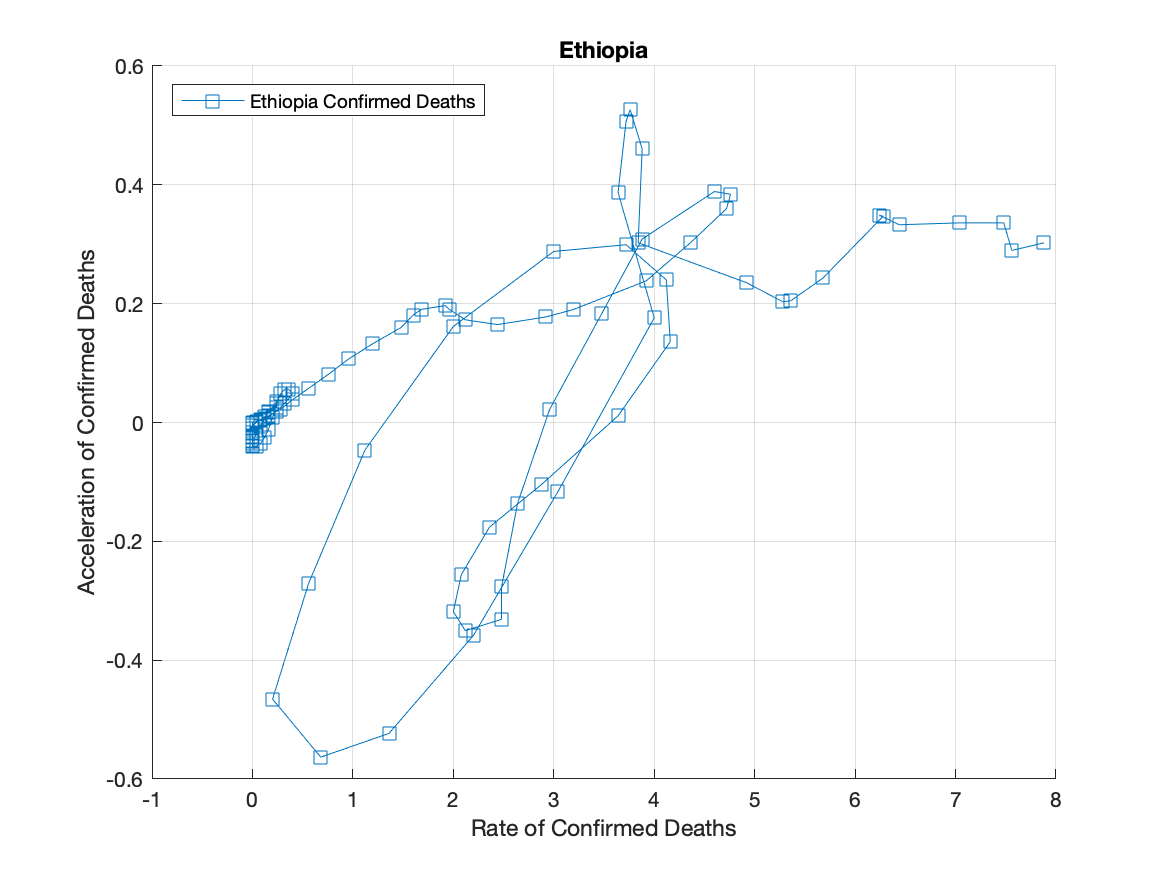 Ethiopia
Ethiopia Confirmed Deaths
0.6
0.4
0.2
0
-0.2
-0.4
-0.6
Acceleration of Confirmed Deaths
-1 0 1 2 3 4 5 6 7 8
Rate of Confirmed Deaths